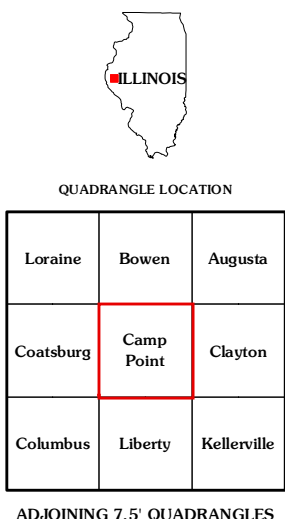 ILLINOIS
QUADRANGLE LOCATION
Loraine Bowen Augusta
Coatsburg Camp Point Clayton
Columbus Liberty Kellerville
ADJOINING 7.5' QUADRANGLES